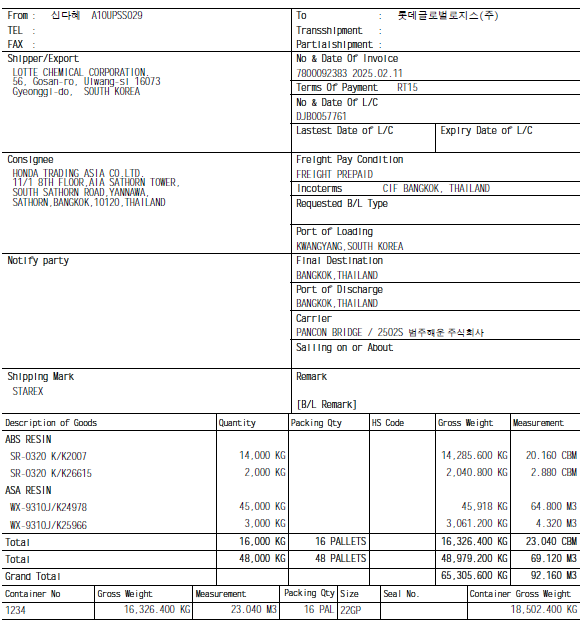 From : 신다혜 A10UPSS029
To : 롯데글로벌로지스(주)
TEL :
Transshipment :
FAX :
Partialshipment :
Shipper/Export
LOTTE CHEMICAL CORPORATION.
56, Gosan-ro, Uiwang-si 16073
Gyeonggi-do, SOUTH KOREA
No & Date Of Invoice
7800092383 2025.02.11
Terms Of Payment RT15
No & Date Of L/C
DJB0057761
Lastest Date of L/C
Expiry Date of L/C
Consignee
HONDA TRADING ASIA CO,LTD.
11/1 8TH FLOOR,AIA SATHORN TOWER,
SOUTH SATHORN ROAD,YANNAWA,
SATHORN,BANGKOK,10120,THAILAND
Freight Pay Condition
FREIGHT PREPAID
Incoterms CIF BANGKOK, THAILAND
Requested B/L Type
Port of Loading
KWANGYANG,SOUTH KOREA
Notify party
Final Destination
BANGKOK,THAILAND
Port of Discharge
BANGKOK,THAILAND
Carrier
PANCON BRIDGE / 2502S 범주해운 주식회사
Sailing on or About
Shipping Mark
STAREX
Remark
[B/L Remark]
Description of Goods Quantity Packing Qty HS Code Gross Weight Measurement
ABS RESIN
SR-0320 K/K2007 14,000 KG 14,285.600 KG 20.160 CBM
SR-0320 K/K26615 2,000 KG 2,040.800 KG 2.880 CBM
ASA RESIN
WX-9310J/K24978 45,000 KG 45,918 KG 64.800 M3
WX-9310J/K25966 3,000 KG 3,061.200 KG 4.320 M3
Total 16,000 KG 16 PALLETS 16,326.400 KG 23.040 CBM
Total 48,000 KG 48 PALLETS 48,979.200 KG 69.120 M3
Grand Total 65,305.600 KG 92.160 M3
Container No Gross Weight Measurement Packing Qty Size Seal No. Container Gross Weight
1234 16,326.400 KG 23.040 M3 16 PAL 22GP 18,502.400 KG